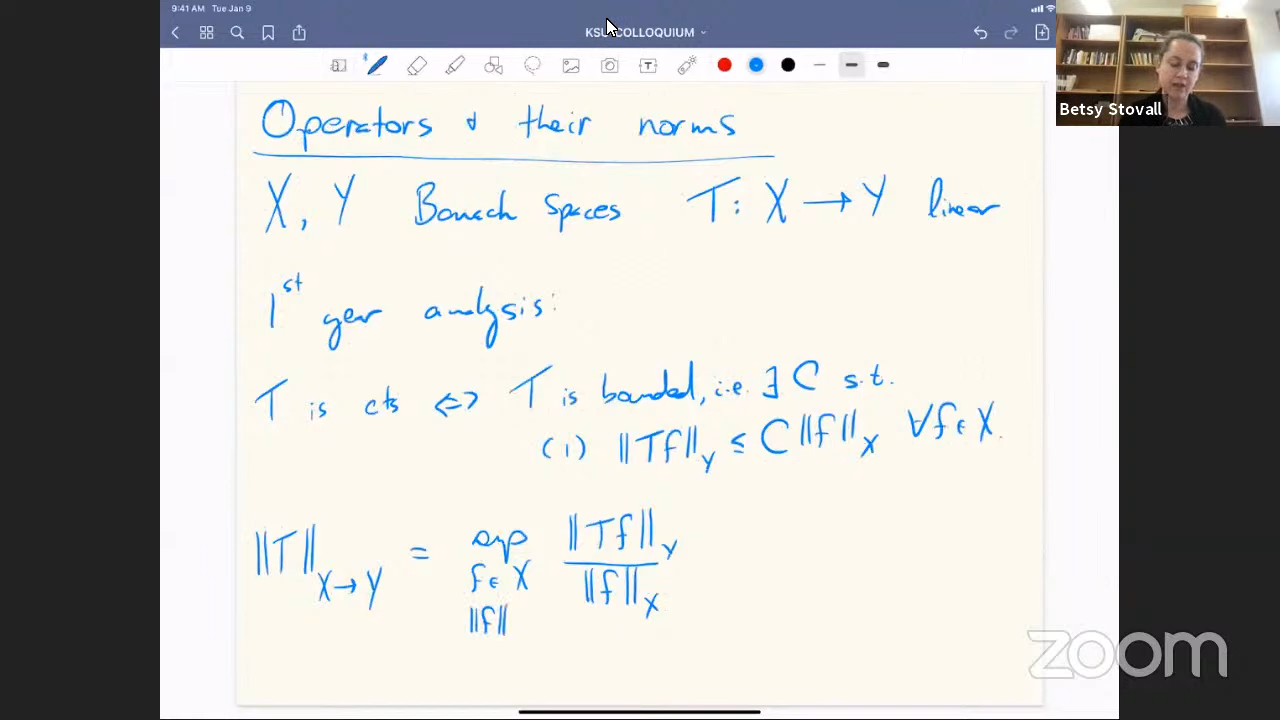 9:41 AM Tue Jan 9
KSU COLLOQUIUM
Betsy Stovall
Operators & their norms
X, Y Banach Spaces T: X → Y linear
1st year analysis:
T is cts ⇔ T is bounded, i.e. ∃ C s.t.
(1) ‖Tf‖_Y ≤ C‖f‖_X ∀f ∈ X.
‖T‖_{X→Y} = sup_{f ∈ X ‖f‖} ‖Tf‖_Y / ‖f‖_X
zoom